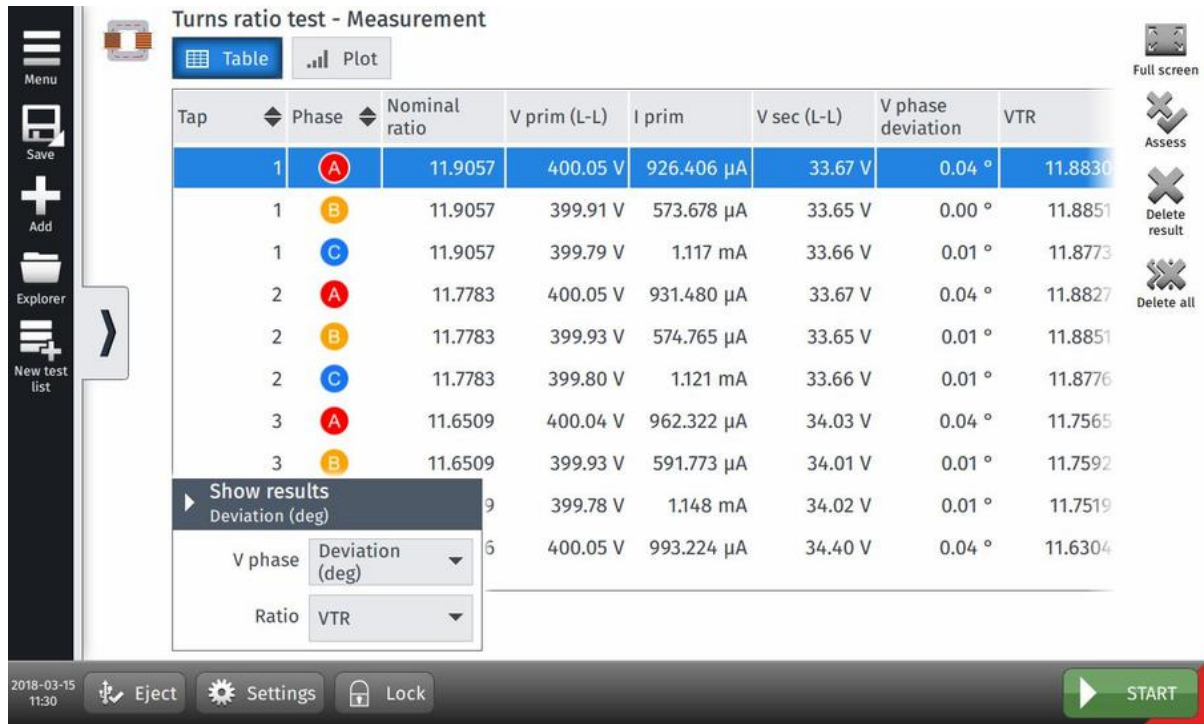 Turns ratio test - Measurement
Menu
Save
Add
Explorer
New test
list
Table Plot
Full screen
Assess
Delete
result
Delete all
Tap Phase Nominal ratio V prim (L-L) I prim V sec (L-L) V phase deviation VTR
1 A 11.9057 400.05 V 926.406 µA 33.67 V 0.04 ° 11.8830
1 B 11.9057 399.91 V 573.678 µA 33.65 V 0.00 ° 11.8851
1 C 11.9057 399.79 V 1.117 mA 33.66 V 0.01 ° 11.8773
2 A 11.7783 400.05 V 931.480 µA 33.67 V 0.04 ° 11.8827
2 B 11.7783 399.93 V 574.765 µA 33.65 V 0.01 ° 11.8851
2 C 11.7783 399.80 V 1.121 mA 33.66 V 0.01 ° 11.8776
3 A 11.6509 400.04 V 962.322 µA 34.03 V 0.04 ° 11.7565
3 B 11.6509 399.93 V 591.773 µA 34.01 V 0.01 ° 11.7592
9 399.78 V 1.148 mA 34.02 V 0.01 ° 11.7519
6 400.05 V 993.224 µA 34.40 V 0.04 ° 11.6304
Show results
Deviation (deg)
V phase Deviation (deg)
Ratio VTR
2018-03-15
11:30
Eject Settings Lock START